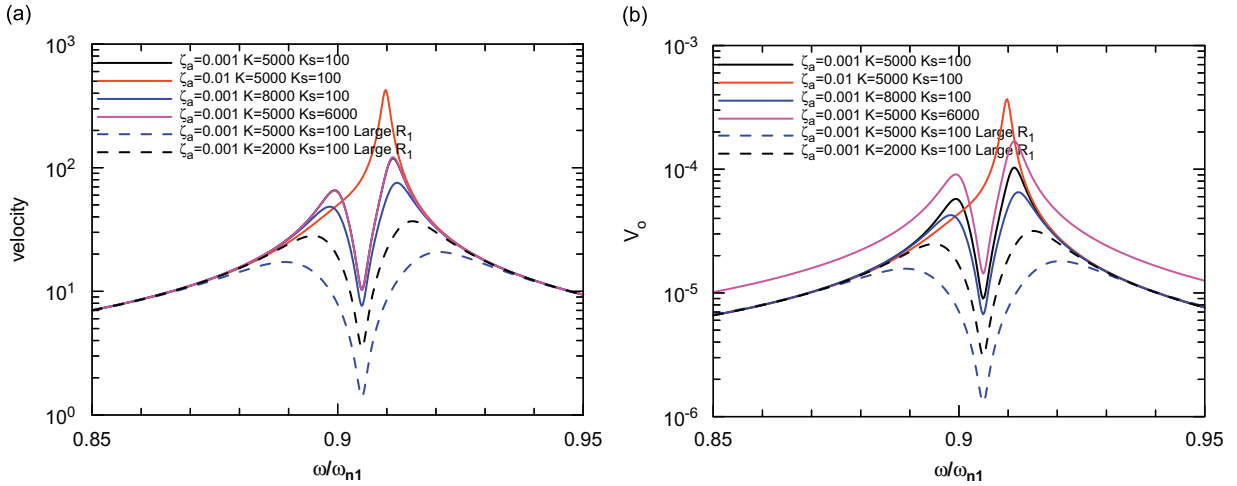 (a)
10³
ζₐ=0.001 K=5000 Ks=100
ζₐ=0.01 K=5000 Ks=100
ζₐ=0.001 K=8000 Ks=100
ζₐ=0.001 K=5000 Ks=6000
ζₐ=0.001 K=5000 Ks=100 Large R₁
ζₐ=0.001 K=2000 Ks=100 Large R₁
10²
velocity
10¹
10⁰
0.85
0.9
0.95
ω/ωₙ₁
(b)
10⁻³
ζₐ=0.001 K=5000 Ks=100
ζₐ=0.01 K=5000 Ks=100
ζₐ=0.001 K=8000 Ks=100
ζₐ=0.001 K=5000 Ks=6000
ζₐ=0.001 K=5000 Ks=100 Large R₁
ζₐ=0.001 K=2000 Ks=100 Large R₁
10⁻⁴
Vₒ
10⁻⁵
10⁻⁶
0.85
0.9
0.95
ω/ωₙ₁